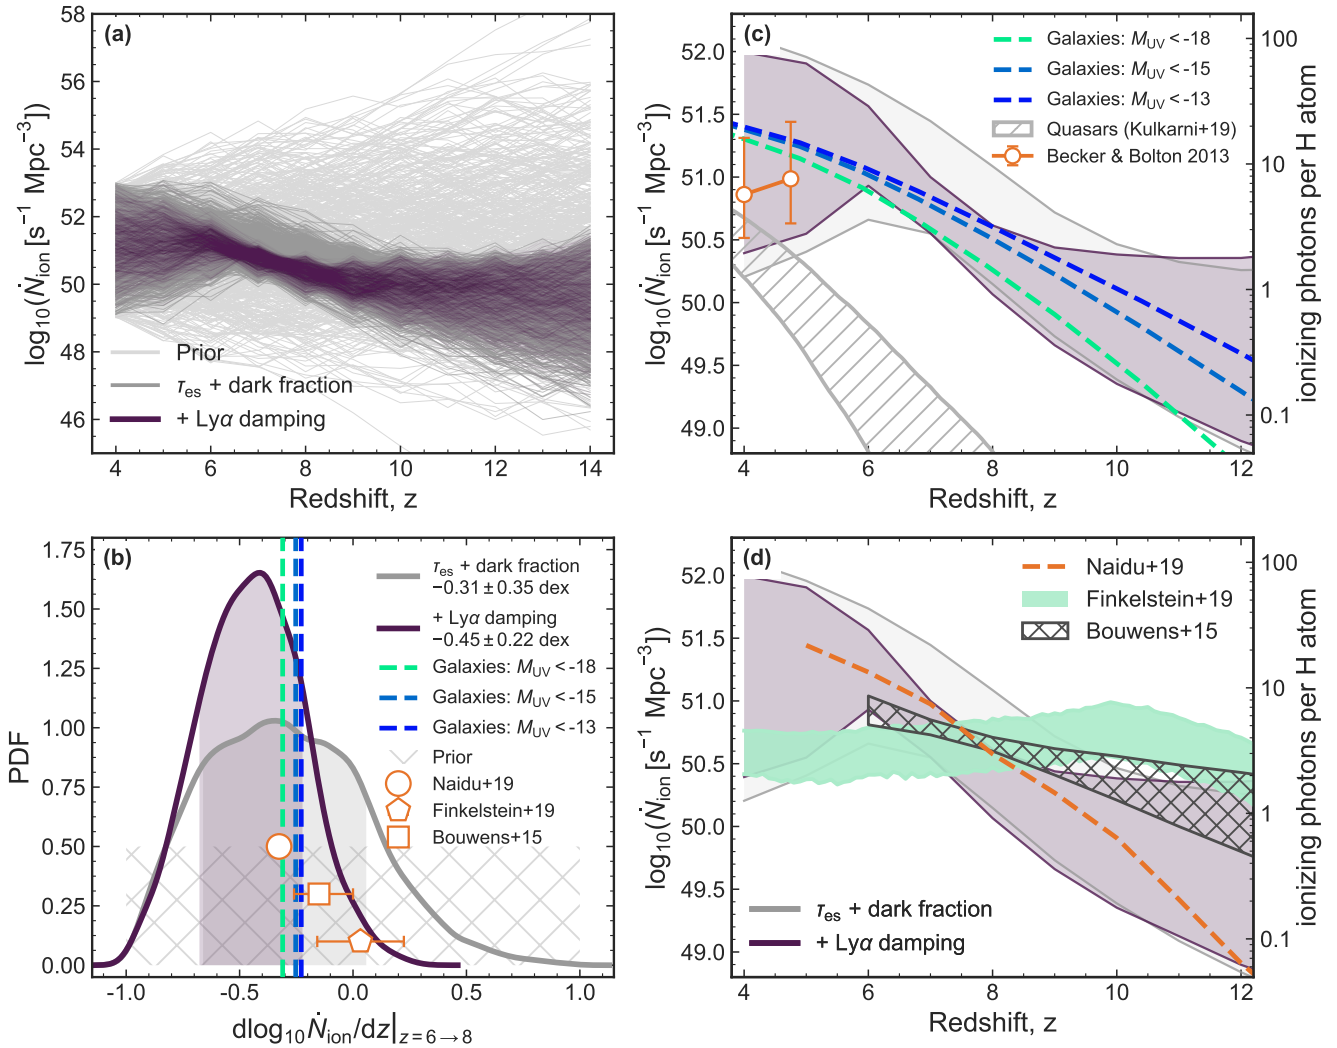 (a)
58
56
54
52
50
48
46
log₁₀(Ṅion [s⁻¹ Mpc⁻³])
Prior
τes + dark fraction
+ Lyα damping
4 6 8 10 12 14
Redshift, z
(c)
52.0
51.5
51.0
50.5
50.0
49.5
49.0
log₁₀(Ṅion [s⁻¹ Mpc⁻³])
Galaxies: MUV < -18
Galaxies: MUV < -15
Galaxies: MUV < -13
Quasars (Kulkarni+19)
Becker & Bolton 2013
100
10
1
0.1
ionizing photons per H atom
4 6 8 10 12
Redshift, z
(b)
1.75
1.50
1.25
1.00
0.75
0.50
0.25
0.00
PDF
τes + dark fraction
−0.31 ± 0.35 dex
+ Lyα damping
−0.45 ± 0.22 dex
Galaxies: MUV < -18
Galaxies: MUV < -15
Galaxies: MUV < -13
Prior
Naidu+19
Finkelstein+19
Bouwens+15
-1.0 -0.5 0.0 0.5 1.0
dlog₁₀Ṅion/dz|z=6→8
(d)
52.0
51.5
51.0
50.5
50.0
49.5
49.0
log₁₀(Ṅion [s⁻¹ Mpc⁻³])
Naidu+19
Finkelstein+19
Bouwens+15
τes + dark fraction
+ Lyα damping
100
10
1
0.1
ionizing photons per H atom
4 6 8 10 12
Redshift, z